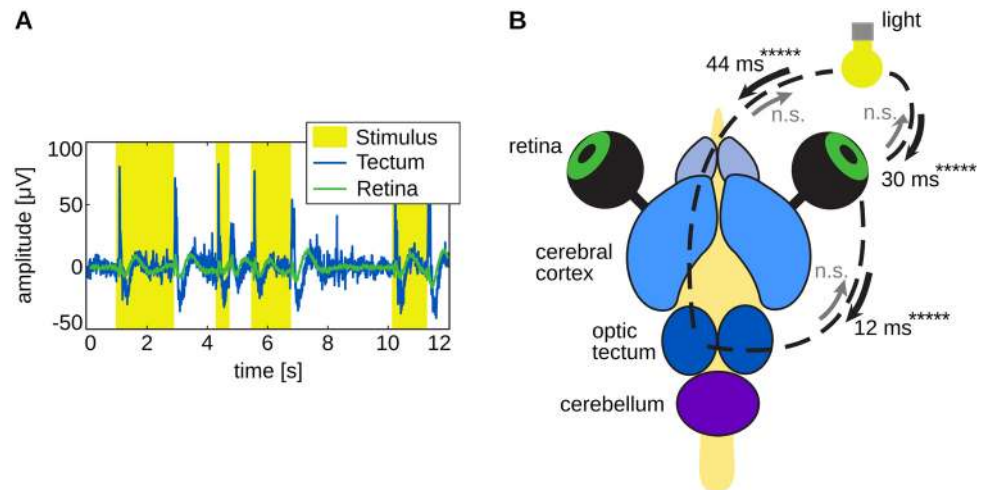 A
Stimulus
Tectum
Retina
amplitude [µV]
100
50
0
-50
0
2
4
6
8
10
12
time [s]
B
light
44 ms*****
n.s.
n.s.
30 ms*****
retina
cerebral
cortex
n.s.
12 ms*****
optic
tectum
cerebellum